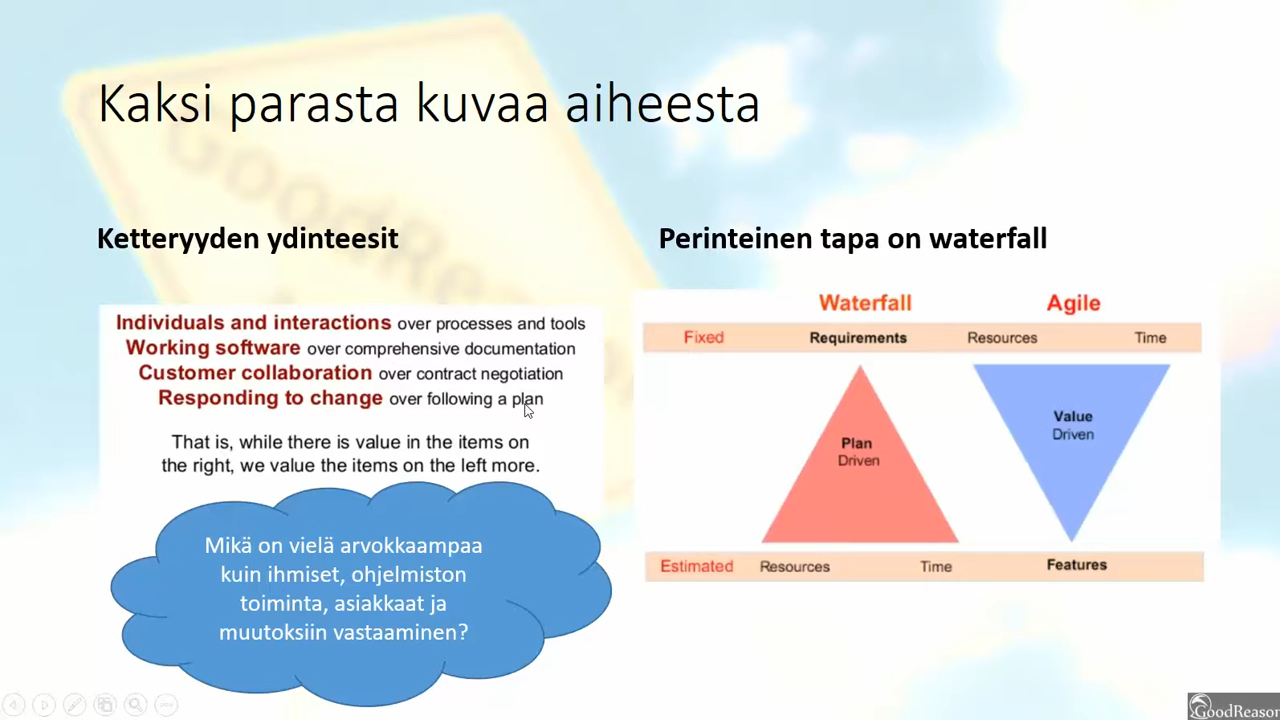 Kaksi parasta kuvaa aiheesta
Ketteryyden ydinteesit
Individuals and interactions over processes and tools
Working software over comprehensive documentation
Customer collaboration over contract negotiation
Responding to change over following a plan
That is, while there is value in the items on
the right, we value the items on the left more.
Mikä on vielä arvokkaampaa
kuin ihmiset, ohjelmiston
toiminta, asiakkaat ja
muutoksiin vastaaminen?
Perinteinen tapa on waterfall
Waterfall Agile
Fixed Requirements Resources Time
Plan
Driven
Value
Driven
Estimated Resources Time Features
GoodReason